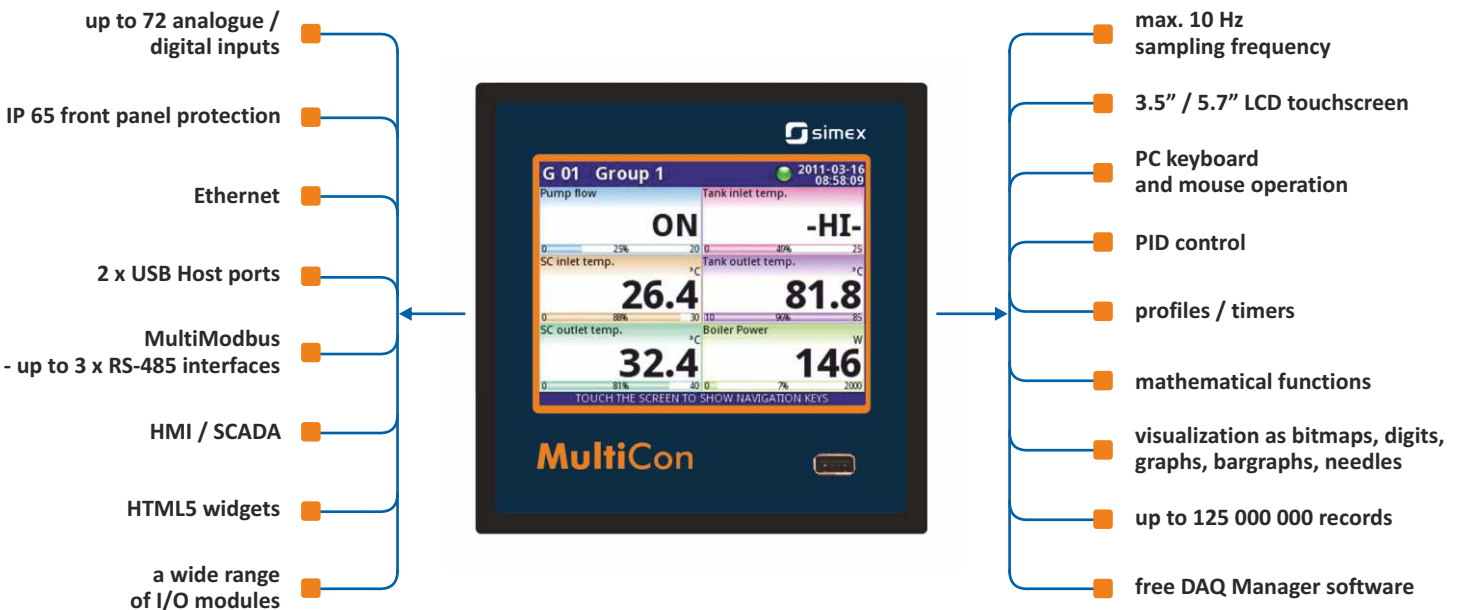 up to 72 analogue /
digital inputs
IP 65 front panel protection
Ethernet
2 x USB Host ports
MultiModbus
- up to 3 x RS-485 interfaces
HMI / SCADA
HTML5 widgets
a wide range
of I/O modules
simex
G 01 Group 1
2011-03-16
08:58:09
Pump flow
ON
0 25% 20
Tank inlet temp.
-HI-
0 49% 25
SC inlet temp.
°C
26.4
0 88% 30
Tank outlet temp.
°C
81.8
10 96% 85
SC outlet temp.
°C
32.4
0 81% 40
Boiler Power
W
146
0 7% 2000
TOUCH THE SCREEN TO SHOW NAVIGATION KEYS
MultiCon
max. 10 Hz
sampling frequency
3.5” / 5.7” LCD touchscreen
PC keyboard
and mouse operation
PID control
profiles / timers
mathematical functions
visualization as bitmaps, digits,
graphs, bargraphs, needles
up to 125 000 000 records
free DAQ Manager software